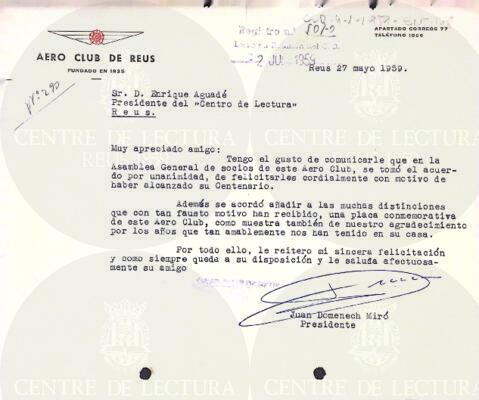 AERO CLUB DE REUS
FUNDADO EN 1935
Registro n.º 501-2
2 JUL 1959
APARTADO CORREOS 77
TELÉFONO 1656
Reus 27 mayo 1959.
nº 290
Sr. D. Enrique Aguadé
Presidente del "Centro de Lectura"
R e u s.
Muy apreciado amigo:
Tengo el gusto de comunicarle que en la
Asamblea General de socios de este Aero Club, se tomó el acuer-
do por unanimidad, de felicitarles cordialmente con motivo de
haber alcanzado su Centenario.
Además se acordó añadir a las muchas distinciones
que con tan fausto motivo han recibido, una placa conmemorativa
de este Aero Club, como muestra también de nuestro agradecimiento
por los años que tan amablemente nos han tenido en su casa.
Por todo ello, le reitero mi sincera felicitación
y como siempre queda a su disposición y le saluda afectuosa-
mente su amigo
Juan Domenech Miró
Presidente
CENTRE DE LECTURA
CENTRE DE LECTURA
REUS 1859
CENTRE DE LECTURA
CENTRE DE LECTURA